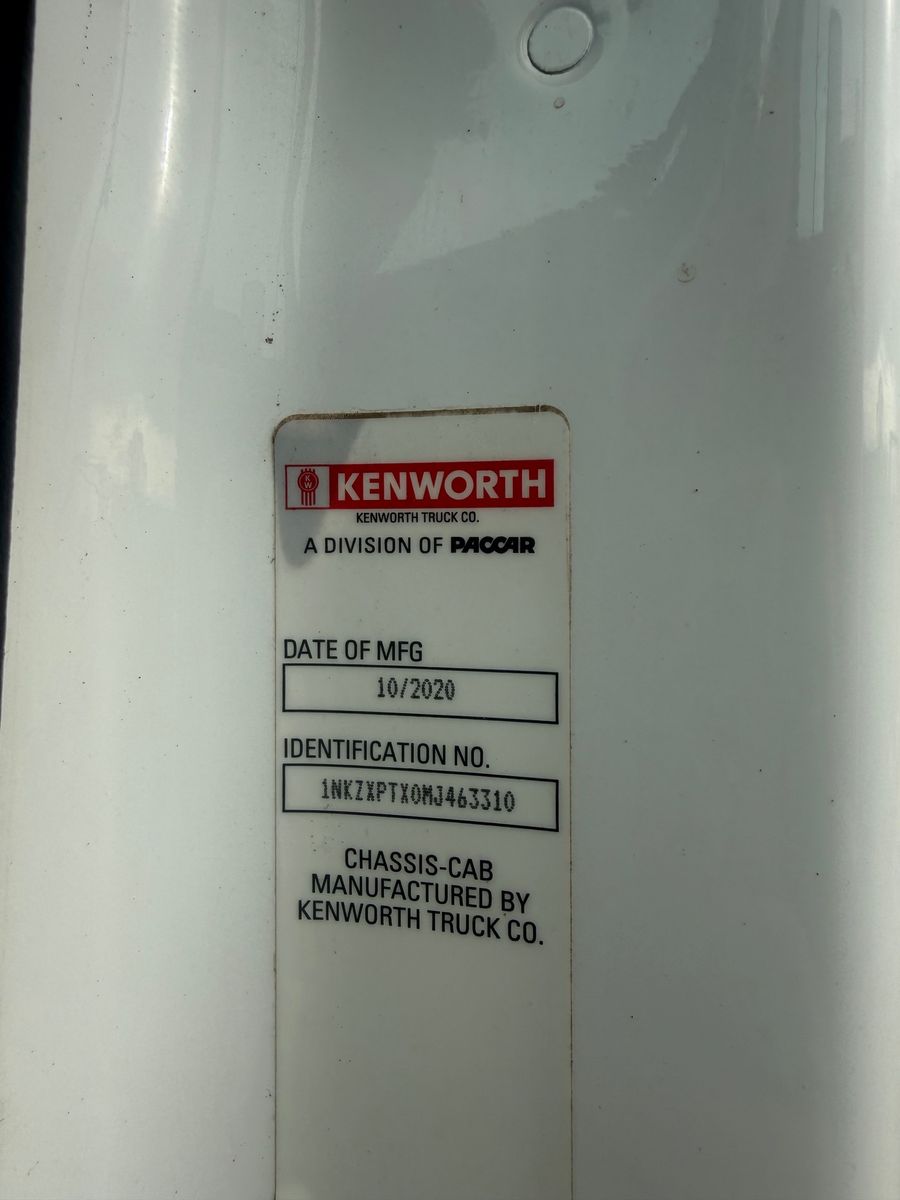 KW KENWORTH
KENWORTH TRUCK CO.
A DIVISION OF PACCAR
DATE OF MFG
10/2020
IDENTIFICATION NO.
1NKZXPTX0MJ463310
CHASSIS-CAB
MANUFACTURED BY
KENWORTH TRUCK CO.